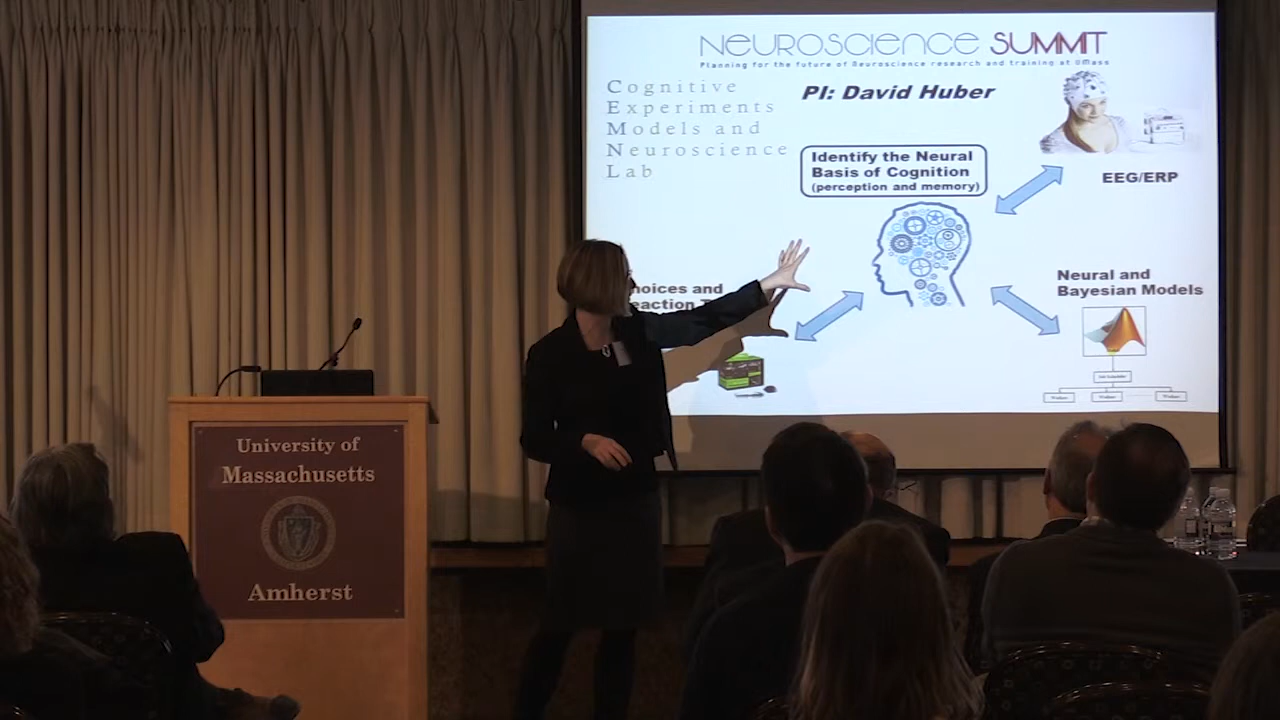 NEUROSCIENCE SUMMIT
Planning for the future of Neuroscience research and training at UMass
Cognitive
Experiments
Models and
Neuroscience
Lab
PI: David Huber
Identify the Neural
Basis of Cognition
(perception and memory)
EEG/ERP
Neural and
Bayesian Models
and
University of
Massachusetts
Amherst